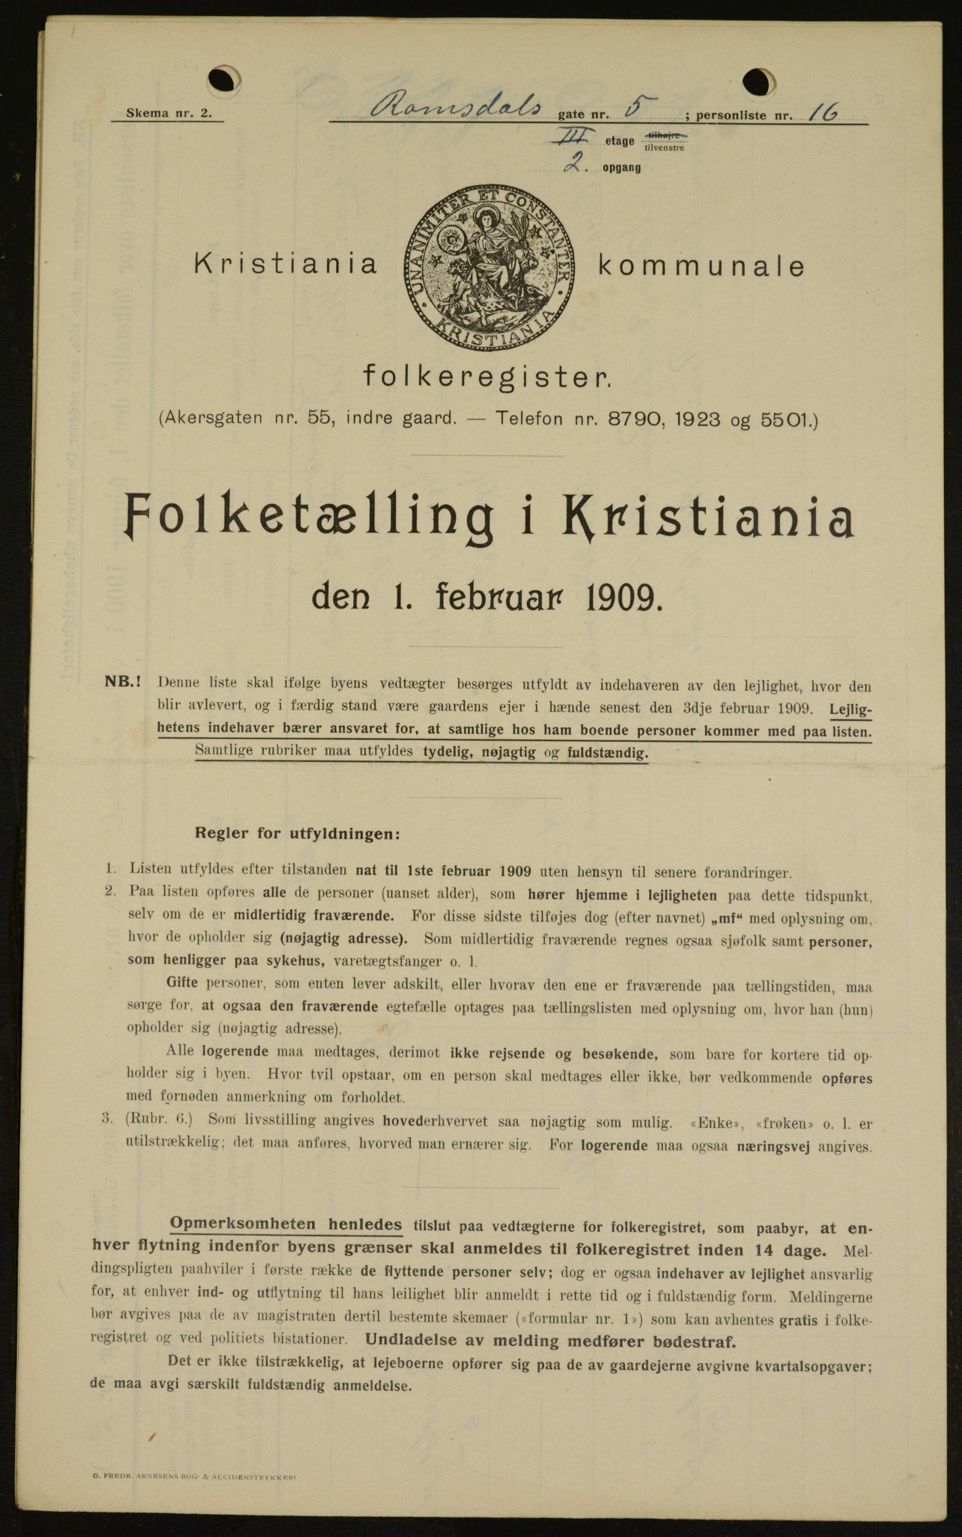 Skema nr. 2.
Romsdals gate nr. 5 ; personliste nr. 16
III etage tilhøjre
tilvenstre
2. opgang
UNANIMITER ET CONSTANTER
KRISTIANIA
Kristiania kommunale
folkeregister.
(Akersgaten nr. 55, indre gaard. — Telefon nr. 8790, 1923 og 5501.)
Folketælling i Kristiania
den 1. februar 1909.
NB.! Denne liste skal ifølge byens vedtægter besørges utfyldt av indehaveren av den lejlighet, hvor den
blir avlevert, og i færdig stand være gaardens ejer i hænde senest den 3dje februar 1909. Lejlig-
hetens indehaver bærer ansvaret for, at samtlige hos ham boende personer kommer med paa listen.
Samtlige rubriker maa utfyldes tydelig, nøjagtig og fuldstændig.
Regler for utfyldningen:
1. Listen utfyldes efter tilstanden nat til 1ste februar 1909 uten hensyn til senere forandringer.
2. Paa listen opføres alle de personer (uanset alder), som hører hjemme i lejligheten paa dette tidspunkt,
selv om de er midlertidig fraværende. For disse sidste tilføjes dog (efter navnet) „mf“ med oplysning om,
hvor de opholder sig (nøjagtig adresse). Som midlertidig fraværende regnes ogsaa sjøfolk samt personer,
som henligger paa sykehus, varetægtsfanger o. l.
Gifte personer, som enten lever adskilt, eller hvorav den ene er fraværende paa tællingstiden, maa
sørge for, at ogsaa den fraværende egtefælle optages paa tællingslisten med oplysning om, hvor han (hun)
opholder sig (nøjagtig adresse).
Alle logerende maa medtages, derimot ikke rejsende og besøkende, som bare for kortere tid op-
holder sig i byen. Hvor tvil opstaar, om en person skal medtages eller ikke, bør vedkommende opføres
med fornøden anmerkning om forholdet.
3. (Rubr. 6.) Som livsstilling angives hovederhvervet saa nøjagtig som mulig. «Enke», «frøken» o. l. er
utilstrækkelig; det maa anføres, hvorved man ernærer sig. For logerende maa ogsaa næringsvej angives.
Opmerksomheten henledes tilslut paa vedtægterne for folkeregistret, som paabyr, at en-
hver flytning indenfor byens grænser skal anmeldes til folkeregistret inden 14 dage. Mel-
dingspligten paahviler i første række de flyttende personer selv; dog er ogsaa indehaver av lejlighet ansvarlig
for, at enhver ind- og utflytning til hans leilighet blir anmeldt i rette tid og i fuldstændig form. Meldingerne
bør avgives paa de av magistraten dertil bestemte skemaer («formular nr. 1») som kan avhentes gratis i folke-
registret og ved politiets bistationer. Undladelse av melding medfører bødestraf.
Det er ikke tilstrækkelig, at lejeboerne opfører sig paa de av gaardejerne avgivne kvartalsopgaver;
de maa avgi særskilt fuldstændig anmeldelse.
O. FREDR. ARNESENS BOG- & ACCIDENSTRYKKERI